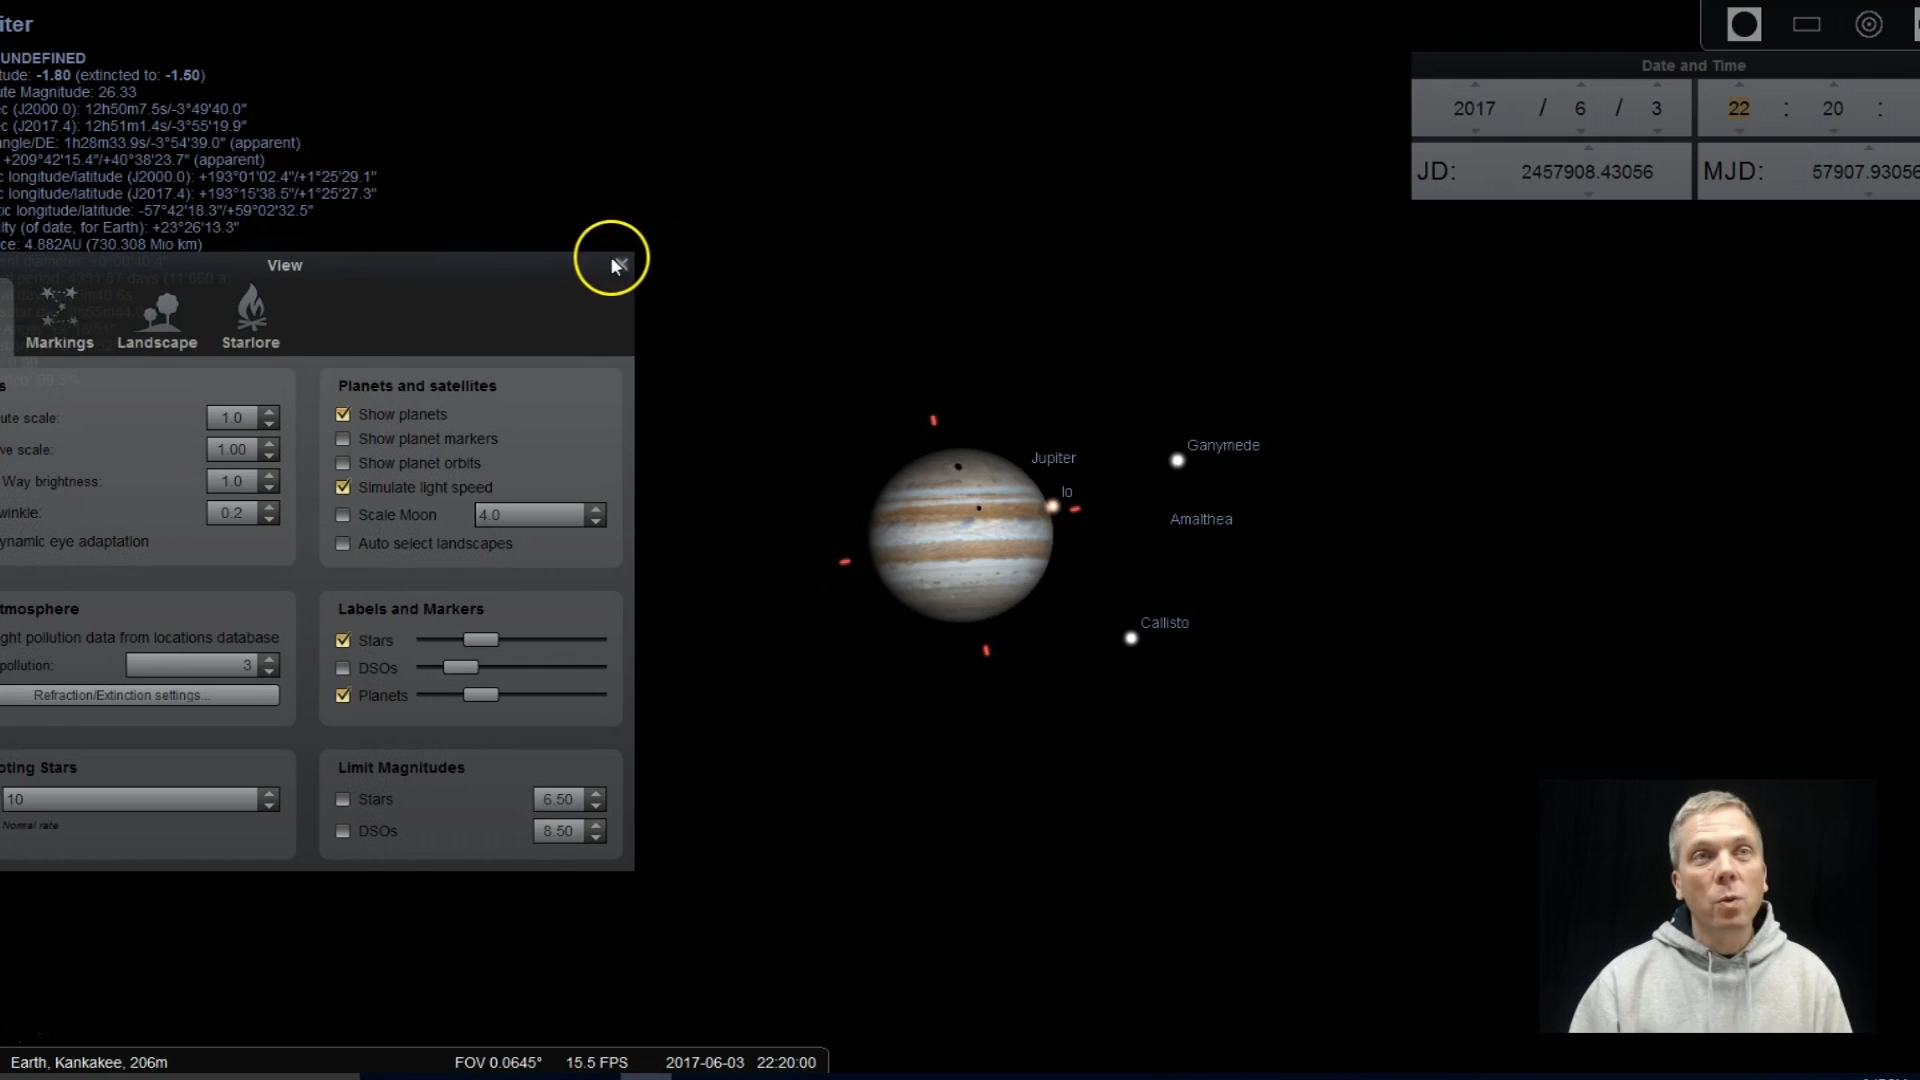 iter
UNDEFINED
tude: -1.80 (extincted to: -1.50)
ute Magnitude: 26.33
c (J2000.0): 12h50m7.5s/-3°49'40.0"
c (J2017.4): 12h51m1.4s/-3°55'19.9"
angle/DE: 1h28m33.9s/-3°54'39.0" (apparent)
+209°42'15.4"/+40°38'23.7" (apparent)
ic longitude/latitude (J2000.0): +193°01'02.4"/+1°25'29.1"
ic longitude/latitude (J2017.4): +193°15'38.5"/+1°25'27.3"
tic longitude/latitude: -57°42'18.3"/+59°02'32.5"
ity (of date, for Earth): +23°26'13.3"
ce: 4.882AU (730.308 Mio km)
View
Markings
Landscape
Starlore
ute scale: 1.0
ve scale: 1.00
Way brightness: 1.0
winkle: 0.2
ynamic eye adaptation
Planets and satellites
Show planets
Show planet markers
Show planet orbits
Simulate light speed
Scale Moon 4.0
Auto select landscapes
tmosphere
ght pollution data from locations database
pollution: 3
Refraction/Extinction settings...
Labels and Markers
Stars
DSOs
Planets
oting Stars
10
Normal rate
Limit Magnitudes
Stars 6.50
DSOs 8.50
Jupiter
Io
Ganymede
Amalthea
Callisto
Date and Time
2017 / 6 / 3 22 : 20 :
JD: 2457908.43056 MJD: 57907.93056
Earth, Kankakee, 206m FOV 0.0645° 15.5 FPS 2017-06-03 22:20:00